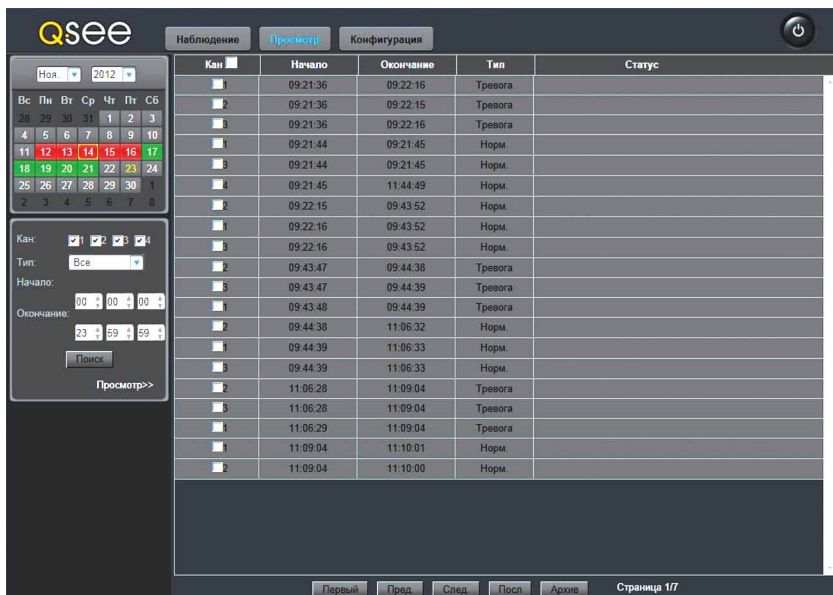 Qsee
Наблюдение Просмотр Конфигурация
Ноя. 2012
Вс Пн Вт Ср Чт Пт Сб
28 29 30 31 1 2 3
4 5 6 7 8 9 10
11 12 13 14 15 16 17
18 19 20 21 22 23 24
25 26 27 28 29 30 1
2 3 4 5 6 7 8
Кан: 1 2 3 4
Тип: Все
Начало:
00 00 00
Окончание:
23 59 59
Поиск
Просмотр>>
Кан Начало Окончание Тип Статус
1 09:21:36 09:22:16 Тревога
2 09:21:36 09:22:15 Тревога
3 09:21:36 09:22:16 Тревога
1 09:21:44 09:21:45 Норм.
3 09:21:44 09:21:45 Норм.
4 09:21:45 11:44:49 Норм.
2 09:22:15 09:43:52 Норм.
1 09:22:16 09:43:52 Норм.
3 09:22:16 09:43:52 Норм.
2 09:43:47 09:44:38 Тревога
3 09:43:47 09:44:39 Тревога
1 09:43:48 09:44:39 Тревога
2 09:44:38 11:06:32 Норм.
1 09:44:39 11:06:33 Норм.
3 09:44:39 11:06:33 Норм.
2 11:06:28 11:09:04 Тревога
3 11:06:28 11:09:04 Тревога
1 11:06:29 11:09:04 Тревога
1 11:09:04 11:10:01 Норм.
2 11:09:04 11:10:00 Норм.
Первый Пред. След. Посл Архив Страница 1/7